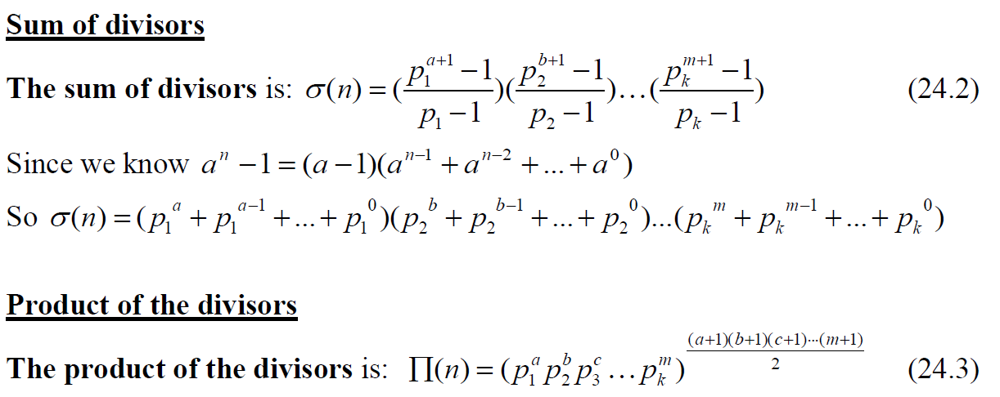 Sum of divisors
The sum of divisors is: $\sigma(n) = (\frac{p_1^{a+1}-1}{p_1-1})(\frac{p_2^{b+1}-1}{p_2-1})\ldots(\frac{p_k^{m+1}-1}{p_k-1})$ (24.2)
Since we know $a^n - 1 = (a-1)(a^{n-1} + a^{n-2} + \ldots + a^0)$
So $\sigma(n) = (p_1^{a} + p_1^{a-1} + \ldots + p_1^{0})(p_2^{b} + p_2^{b-1} + \ldots + p_2^{0})\ldots(p_k^{m} + p_k^{m-1} + \ldots + p_k^{0})$
Product of the divisors
The product of the divisors is: $\prod(n) = (p_1^a p_2^b p_3^c \ldots p_k^m)^{\frac{(a+1)(b+1)(c+1)\cdots(m+1)}{2}}$ (24.3)